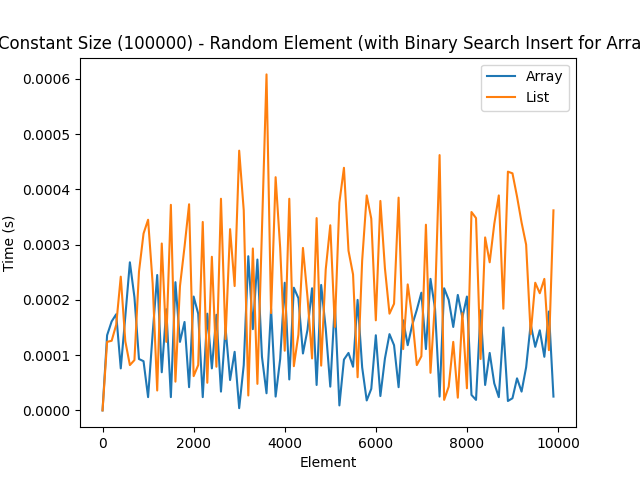 Constant Size (100000) - Random Element (with Binary Search Insert for Arra
Array
List
0.0006
0.0005
0.0004
0.0003
0.0002
0.0001
0.0000
Time (s)
0 2000 4000 6000 8000 10000
Element